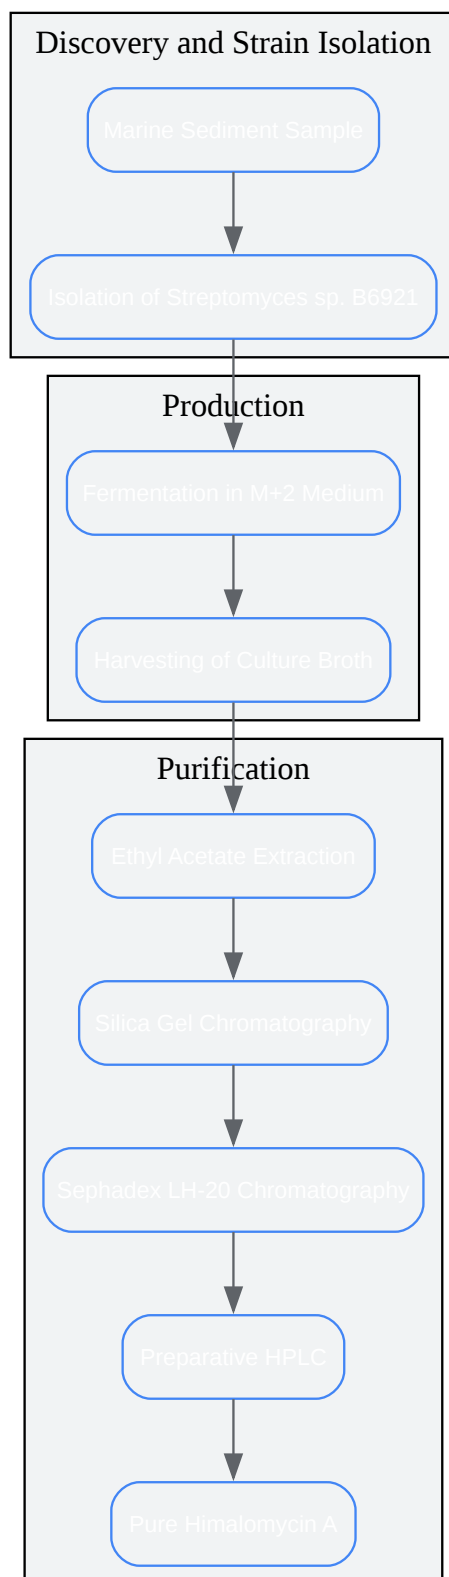 Discovery and Strain Isolation
Marine Sediment Sample
Isolation of Streptomyces sp. B6921
Production
Fermentation in M+2 Medium
Harvesting of Culture Broth
Purification
Ethyl Acetate Extraction
Silica Gel Chromatography
Sephadex LH-20 Chromatography
Preparative HPLC
Pure Himalomycin A